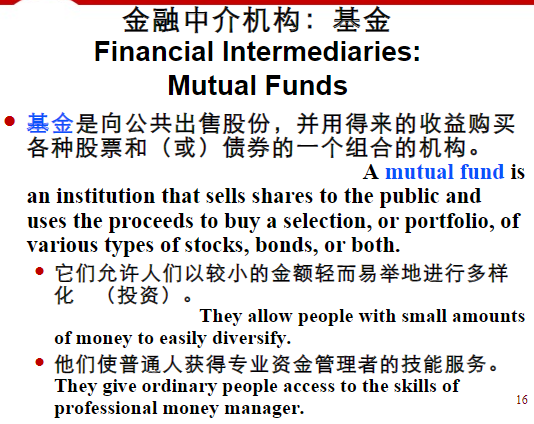 金融中介机构：基金
Financial Intermediaries:
Mutual Funds
基金是向公共出售股份，并用得来的收益购买
各种股票和（或）债券的一个组合的机构。
A mutual fund is
an institution that sells shares to the public and
uses the proceeds to buy a selection, or portfolio, of
various types of stocks, bonds, or both.
它们允许人们以较小的金额轻而易举地进行多样
化 （投资）。
They allow people with small amounts
of money to easily diversify.
他们使普通人获得专业资金管理者的技能服务。
They give ordinary people access to the skills of
professional money manager.
16